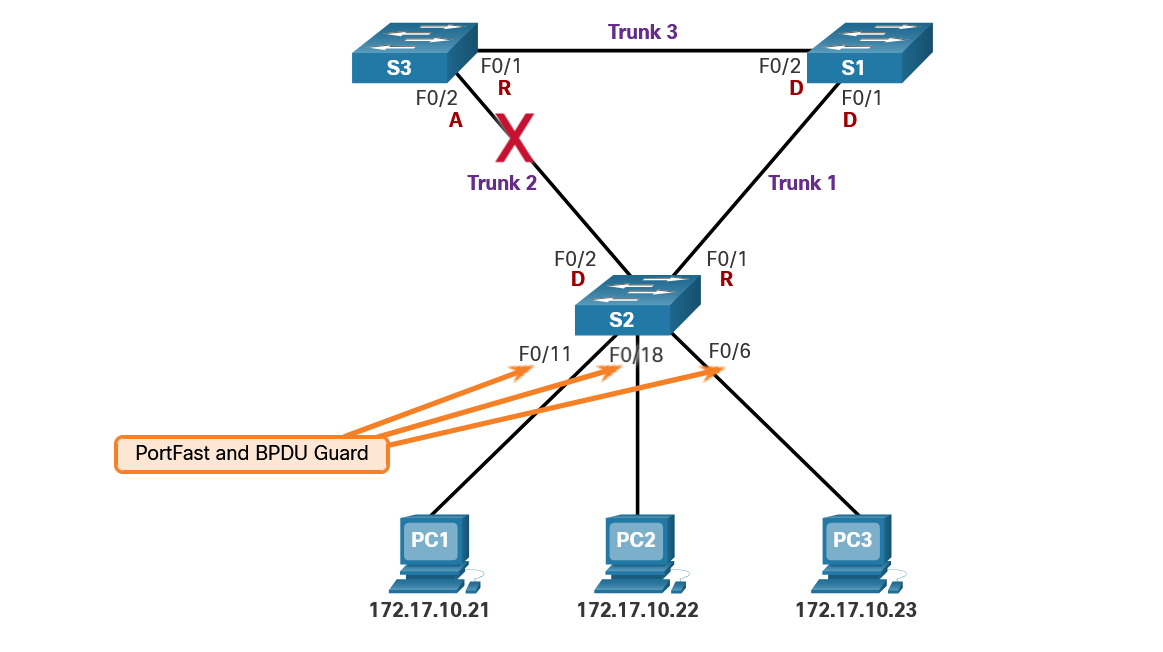 Trunk 3
S3
F0/1
R
F0/2
D
S1
F0/2
A
F0/1
D
X
Trunk 2
Trunk 1
F0/2
D
F0/1
R
S2
F0/11
F0/18
F0/6
PortFast and BPDU Guard
PC1
PC2
PC3
172.17.10.21
172.17.10.22
172.17.10.23